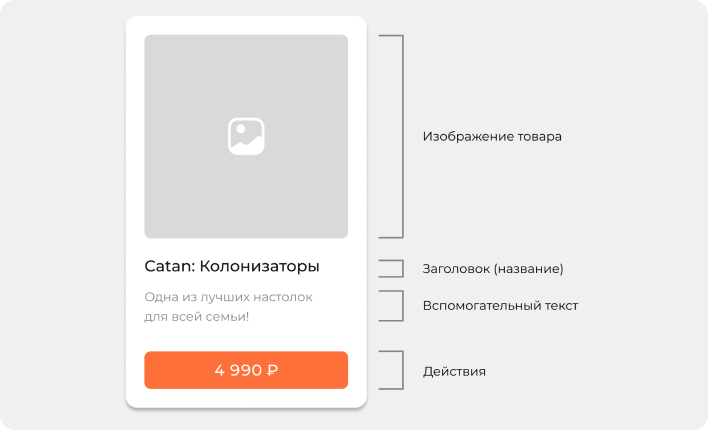 Изображение товара
Catan: Колонизаторы
Заголовок (название)
Одна из лучших настолок
для всей семьи!
Вспомогательный текст
4 990 ₽
Действия